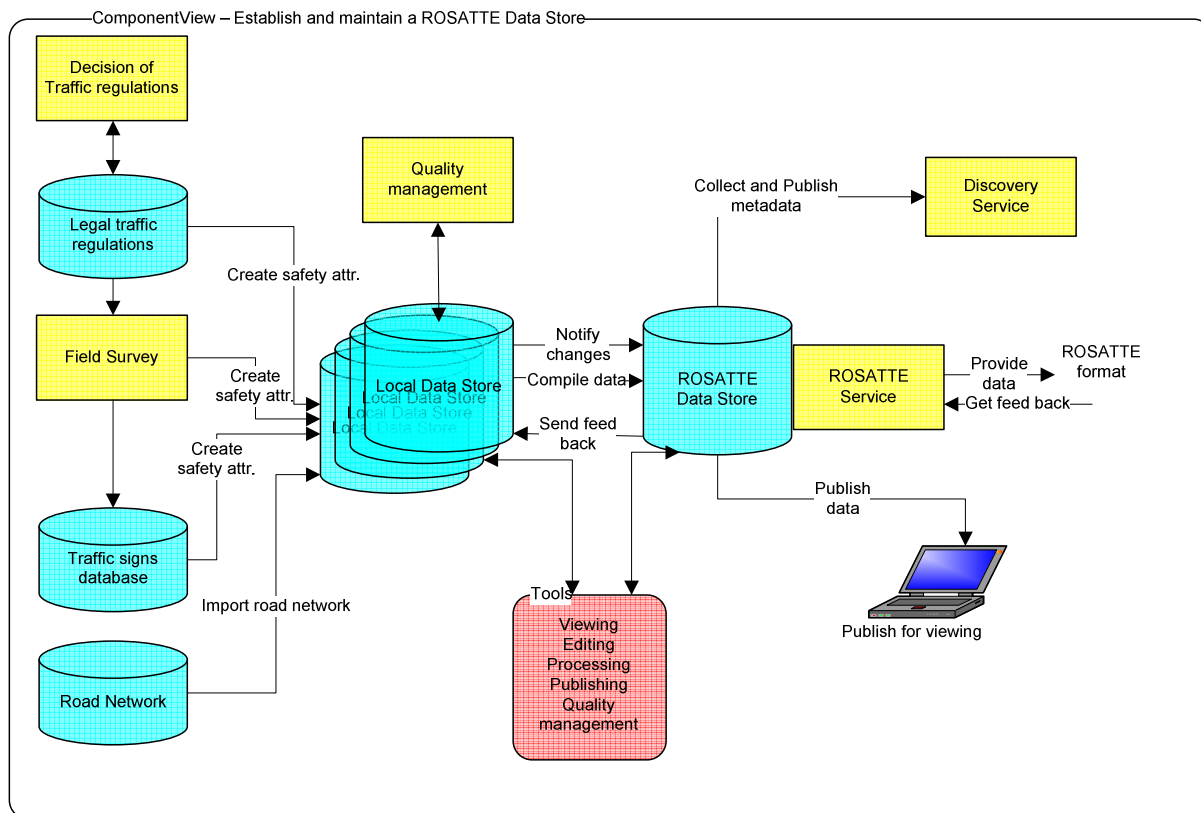 ComponentView – Establish and maintain a ROSATTE Data Store
Decision of
Traffic regulations
Legal traffic
regulations
Field Survey
Traffic signs
database
Road Network
Create safety attr.
Create
safety attr.
Create
safety attr.
Import road network
Quality
management
Local Data Store
Local Data Store
Local Data Store
Local Data Store
Notify
changes
Compile data
Send feed
back
Tools
Viewing
Editing
Processing
Publishing
Quality
management
Collect and Publish
metadata
Discovery
Service
ROSATTE
Data Store
ROSATTE
Service
Provide
data
Get feed back
ROSATTE
format
Publish
data
Publish for viewing